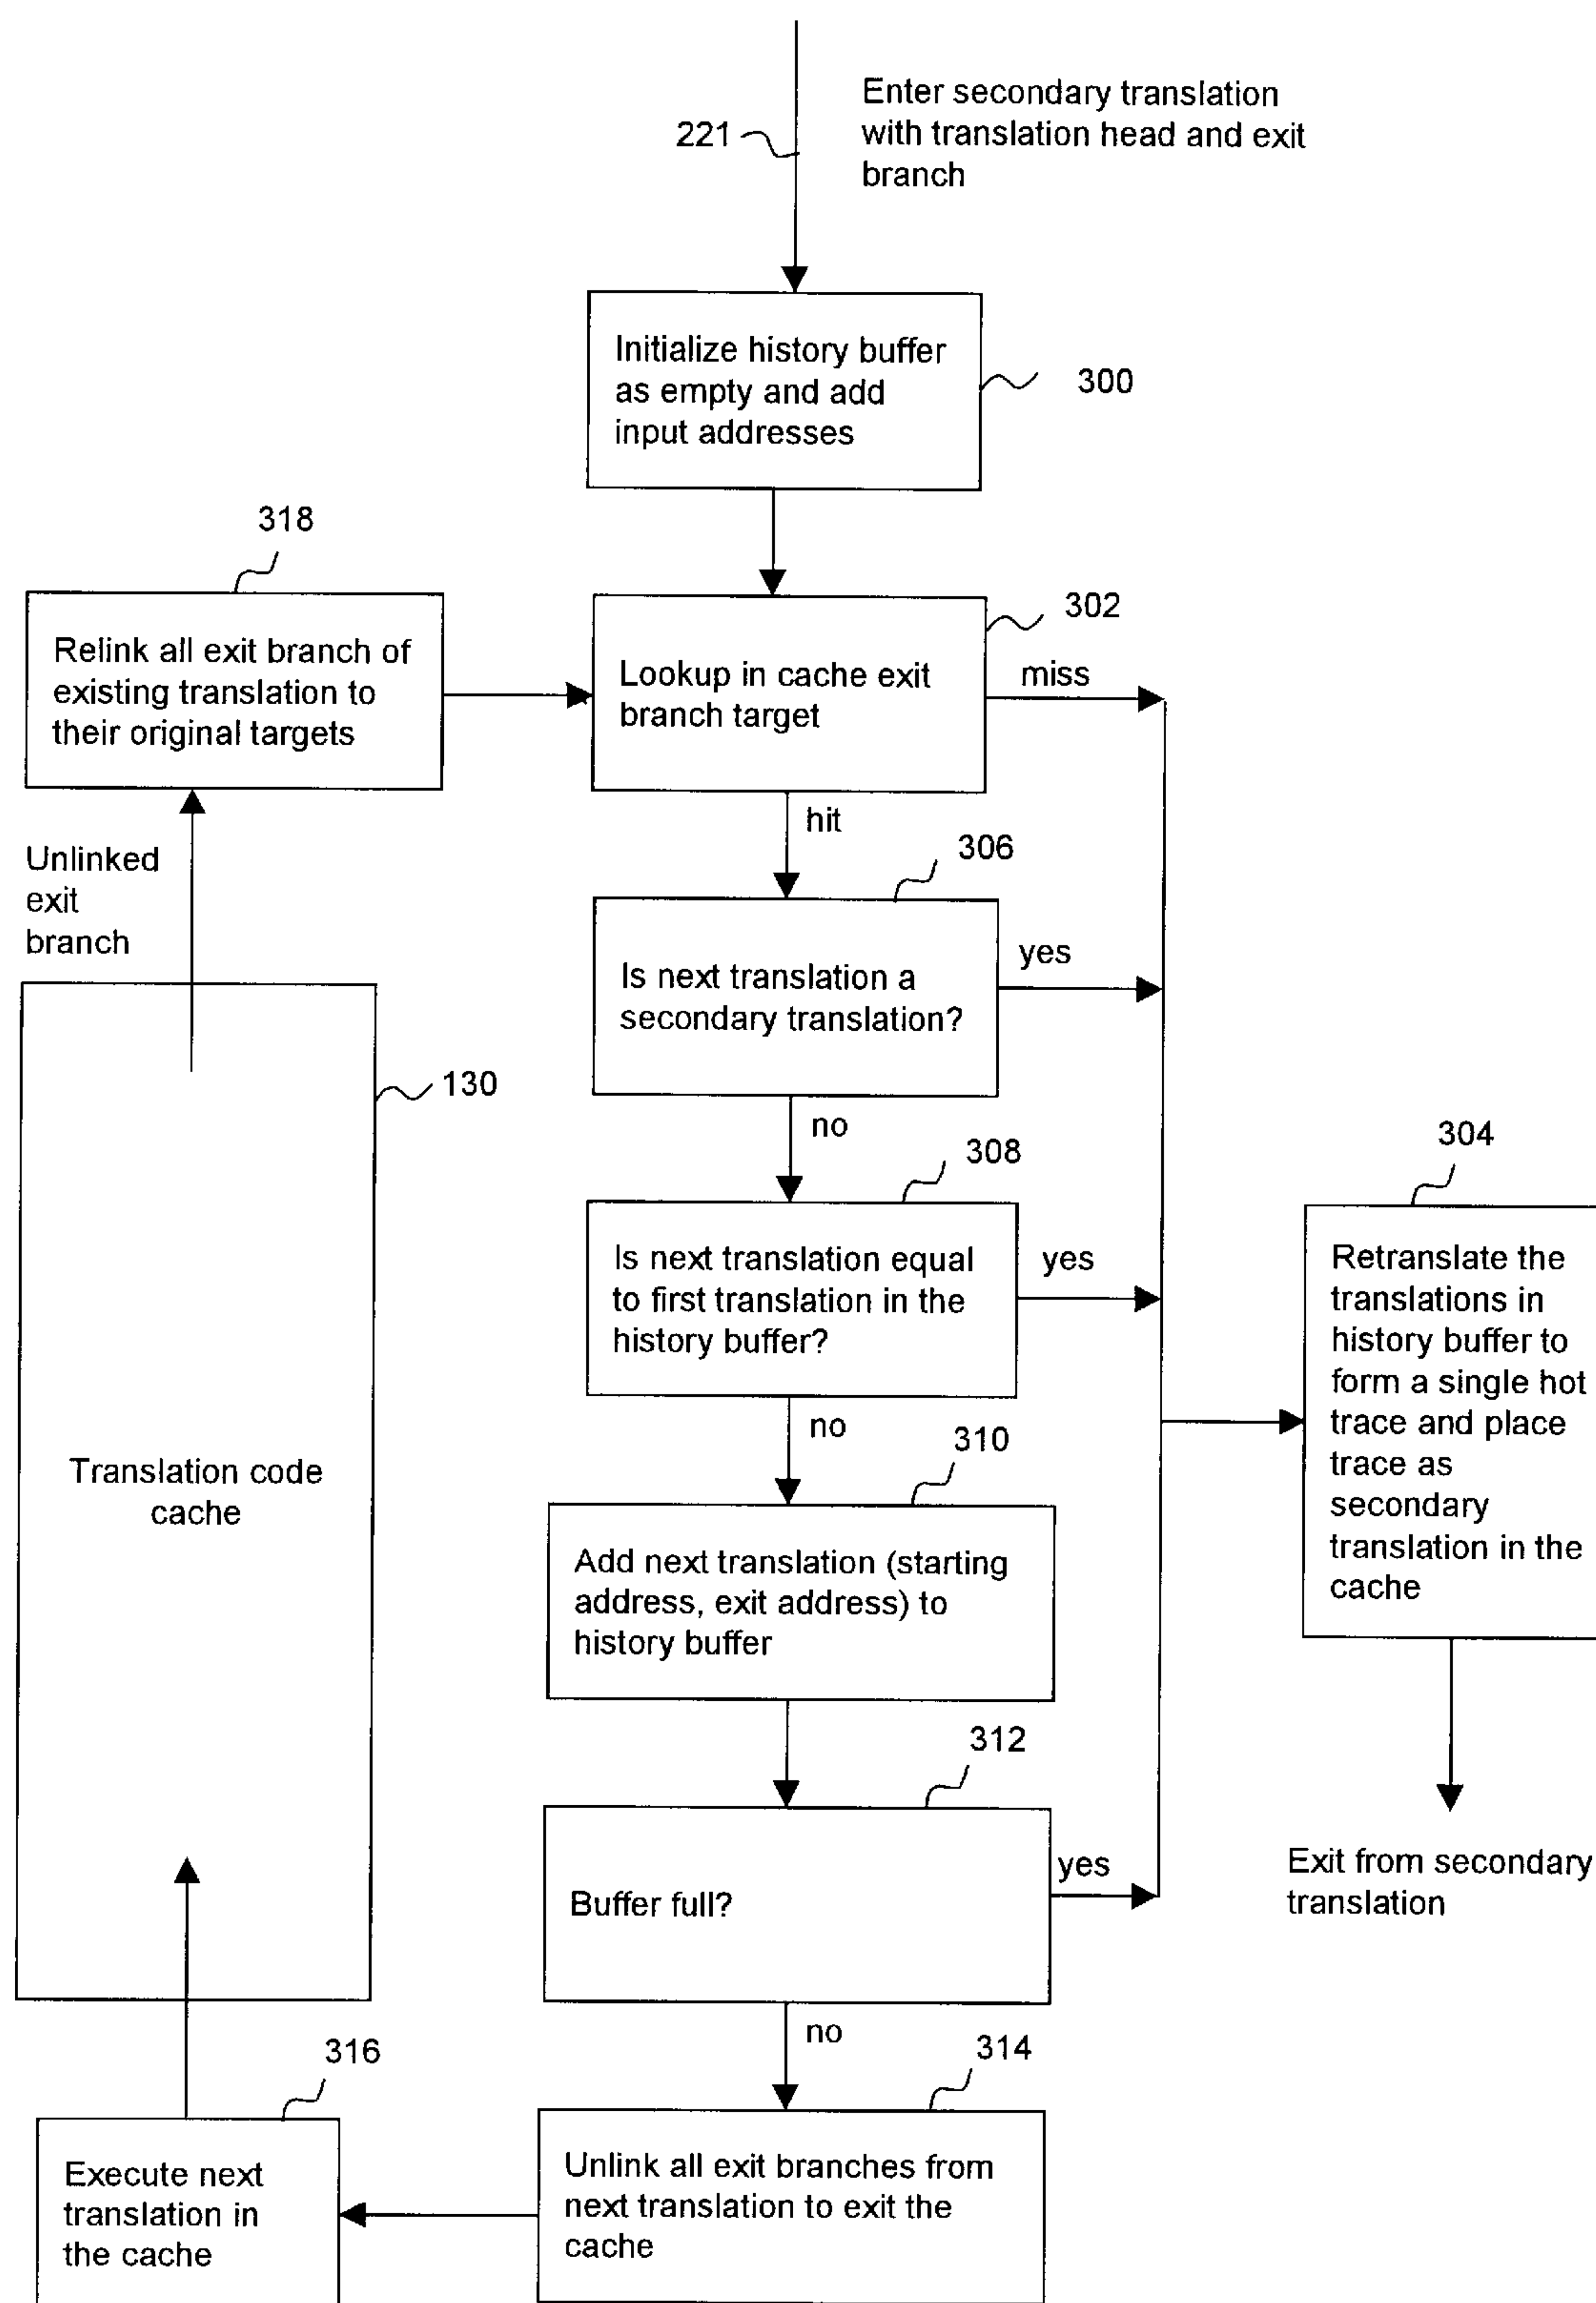 Enter secondary translation
with translation head and exit
branch
221
Initialize history buffer
as empty and add
input addresses
300
318
302
Relink all exit branch of
existing translation to
their original targets
Lookup in cache exit
branch target
miss
hit
Unlinked
exit
branch
306
Is next translation a
secondary translation?
yes
130
no
308
304
Is next translation equal
to first translation in the
history buffer?
yes
Retranslate the
translations in
history buffer to
form a single hot
trace and place
trace as
secondary
translation in the
cache
no
310
Translation code
cache
Add next translation (starting
address, exit address) to
history buffer
312
Buffer full?
yes
Exit from secondary
translation
no
314
316
Execute next
translation in
the cache
Unlink all exit branches from
next translation to exit the
cache